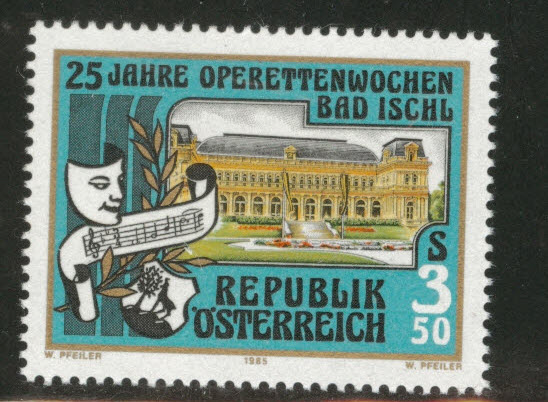 25 JAHRE OPERETTENWOCHEN
BAD ISCHL
S 3
50
REPUBLIK
ÖSTERREICH
W. PFEILER 1985 W. PFEILER